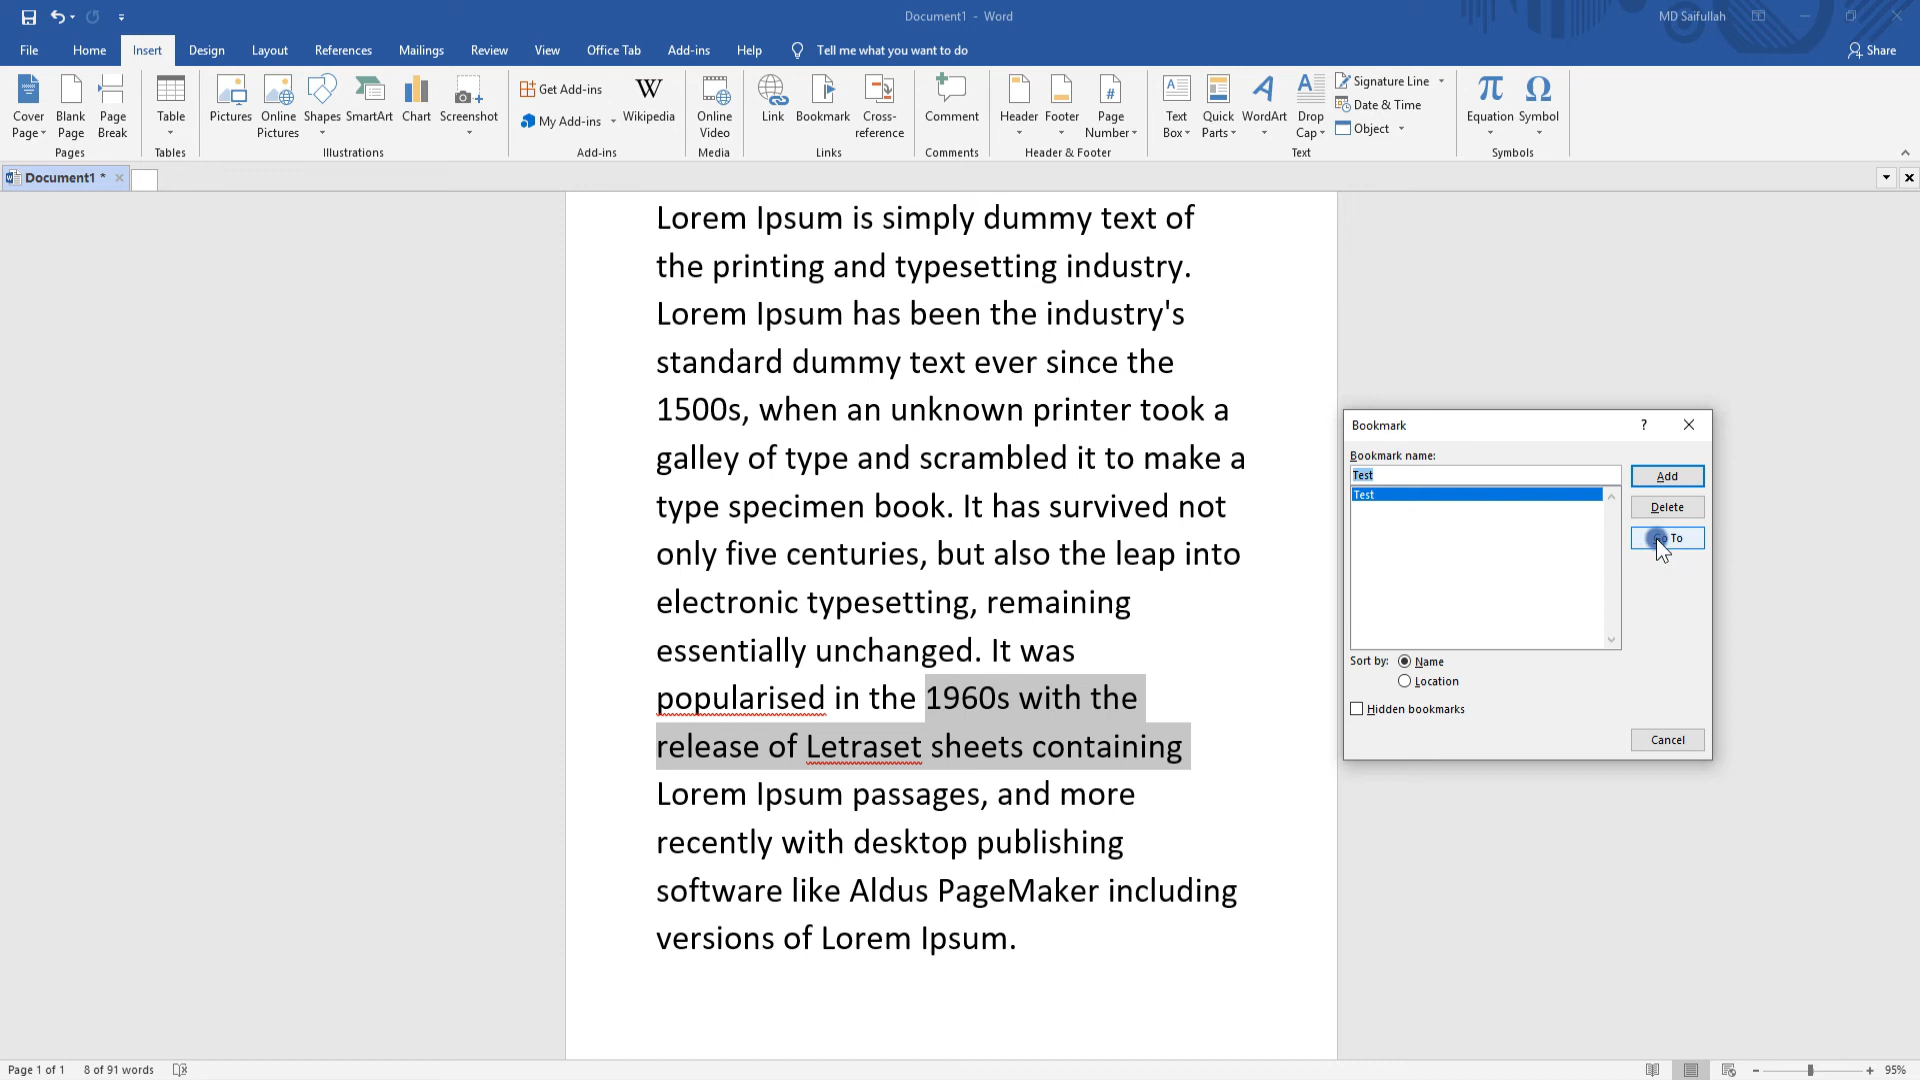 Document1 - Word
MD Saifullah
File Home Insert Design Layout References Mailings Review View Office Tab Add-ins Help Tell me what you want to do Share
Cover Page
Blank Page
Page Break
Pages
Table
Tables
Pictures
Online Pictures
Shapes
SmartArt
Chart
Screenshot
Illustrations
Get Add-ins
My Add-ins
Wikipedia
Add-ins
Online Video
Media
Link
Bookmark
Cross-reference
Links
Comment
Comments
Header
Footer
Page Number
Header & Footer
Text Box
Quick Parts
WordArt
Drop Cap
Signature Line
Date & Time
Object
Text
Equation
Symbol
Symbols
Document1 *
Lorem Ipsum is simply dummy text of
the printing and typesetting industry.
Lorem Ipsum has been the industry's
standard dummy text ever since the
1500s, when an unknown printer took a
galley of type and scrambled it to make a
type specimen book. It has survived not
only five centuries, but also the leap into
electronic typesetting, remaining
essentially unchanged. It was
popularised in the 1960s with the
release of Letraset sheets containing
Lorem Ipsum passages, and more
recently with desktop publishing
software like Aldus PageMaker including
versions of Lorem Ipsum.
Bookmark
Bookmark name:
Test
Test
Add
Delete
Go To
Sort by: Name
Location
Hidden bookmarks
Cancel
Page 1 of 1 8 of 91 words
95%